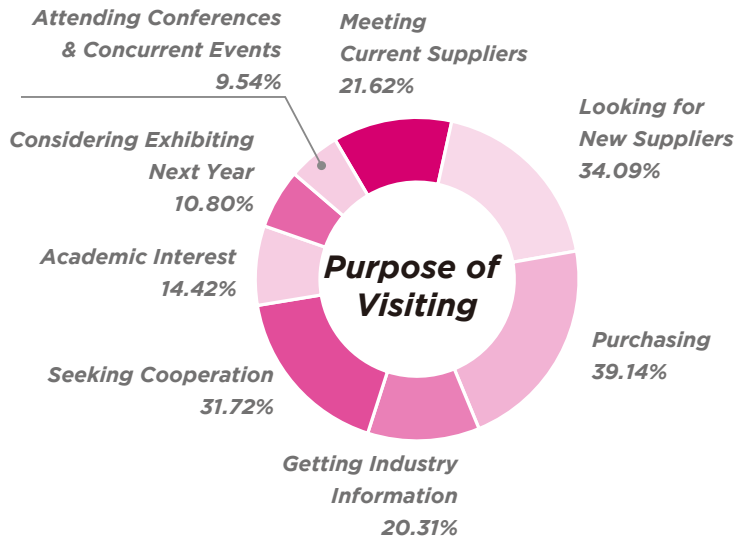 Attending Conferences
& Concurrent Events
9.54%
Meeting
Current Suppliers
21.62%
Looking for
New Suppliers
34.09%
Considering Exhibiting
Next Year
10.80%
Academic Interest
14.42%
Purpose of
Visiting
Purchasing
39.14%
Seeking Cooperation
31.72%
Getting Industry
Information
20.31%